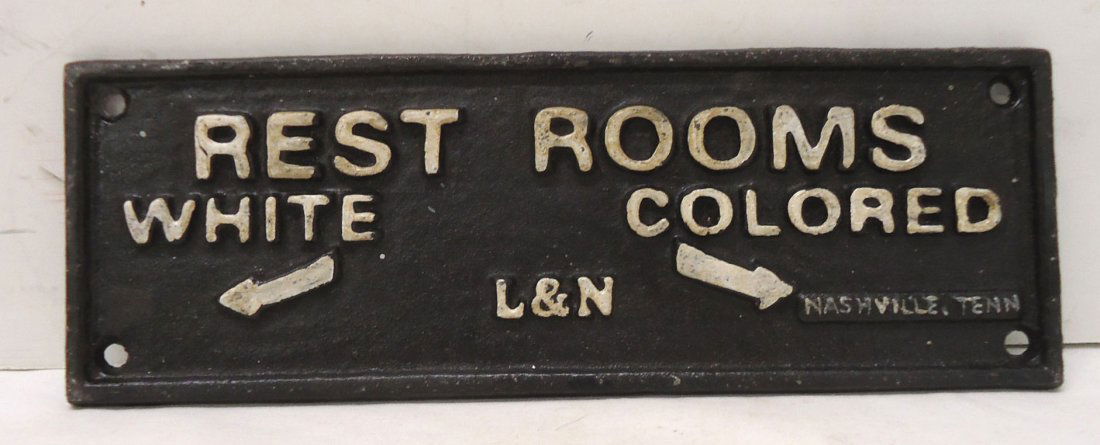 REST ROOMS
WHITE COLORED
L&N
NASHVILLE, TENN